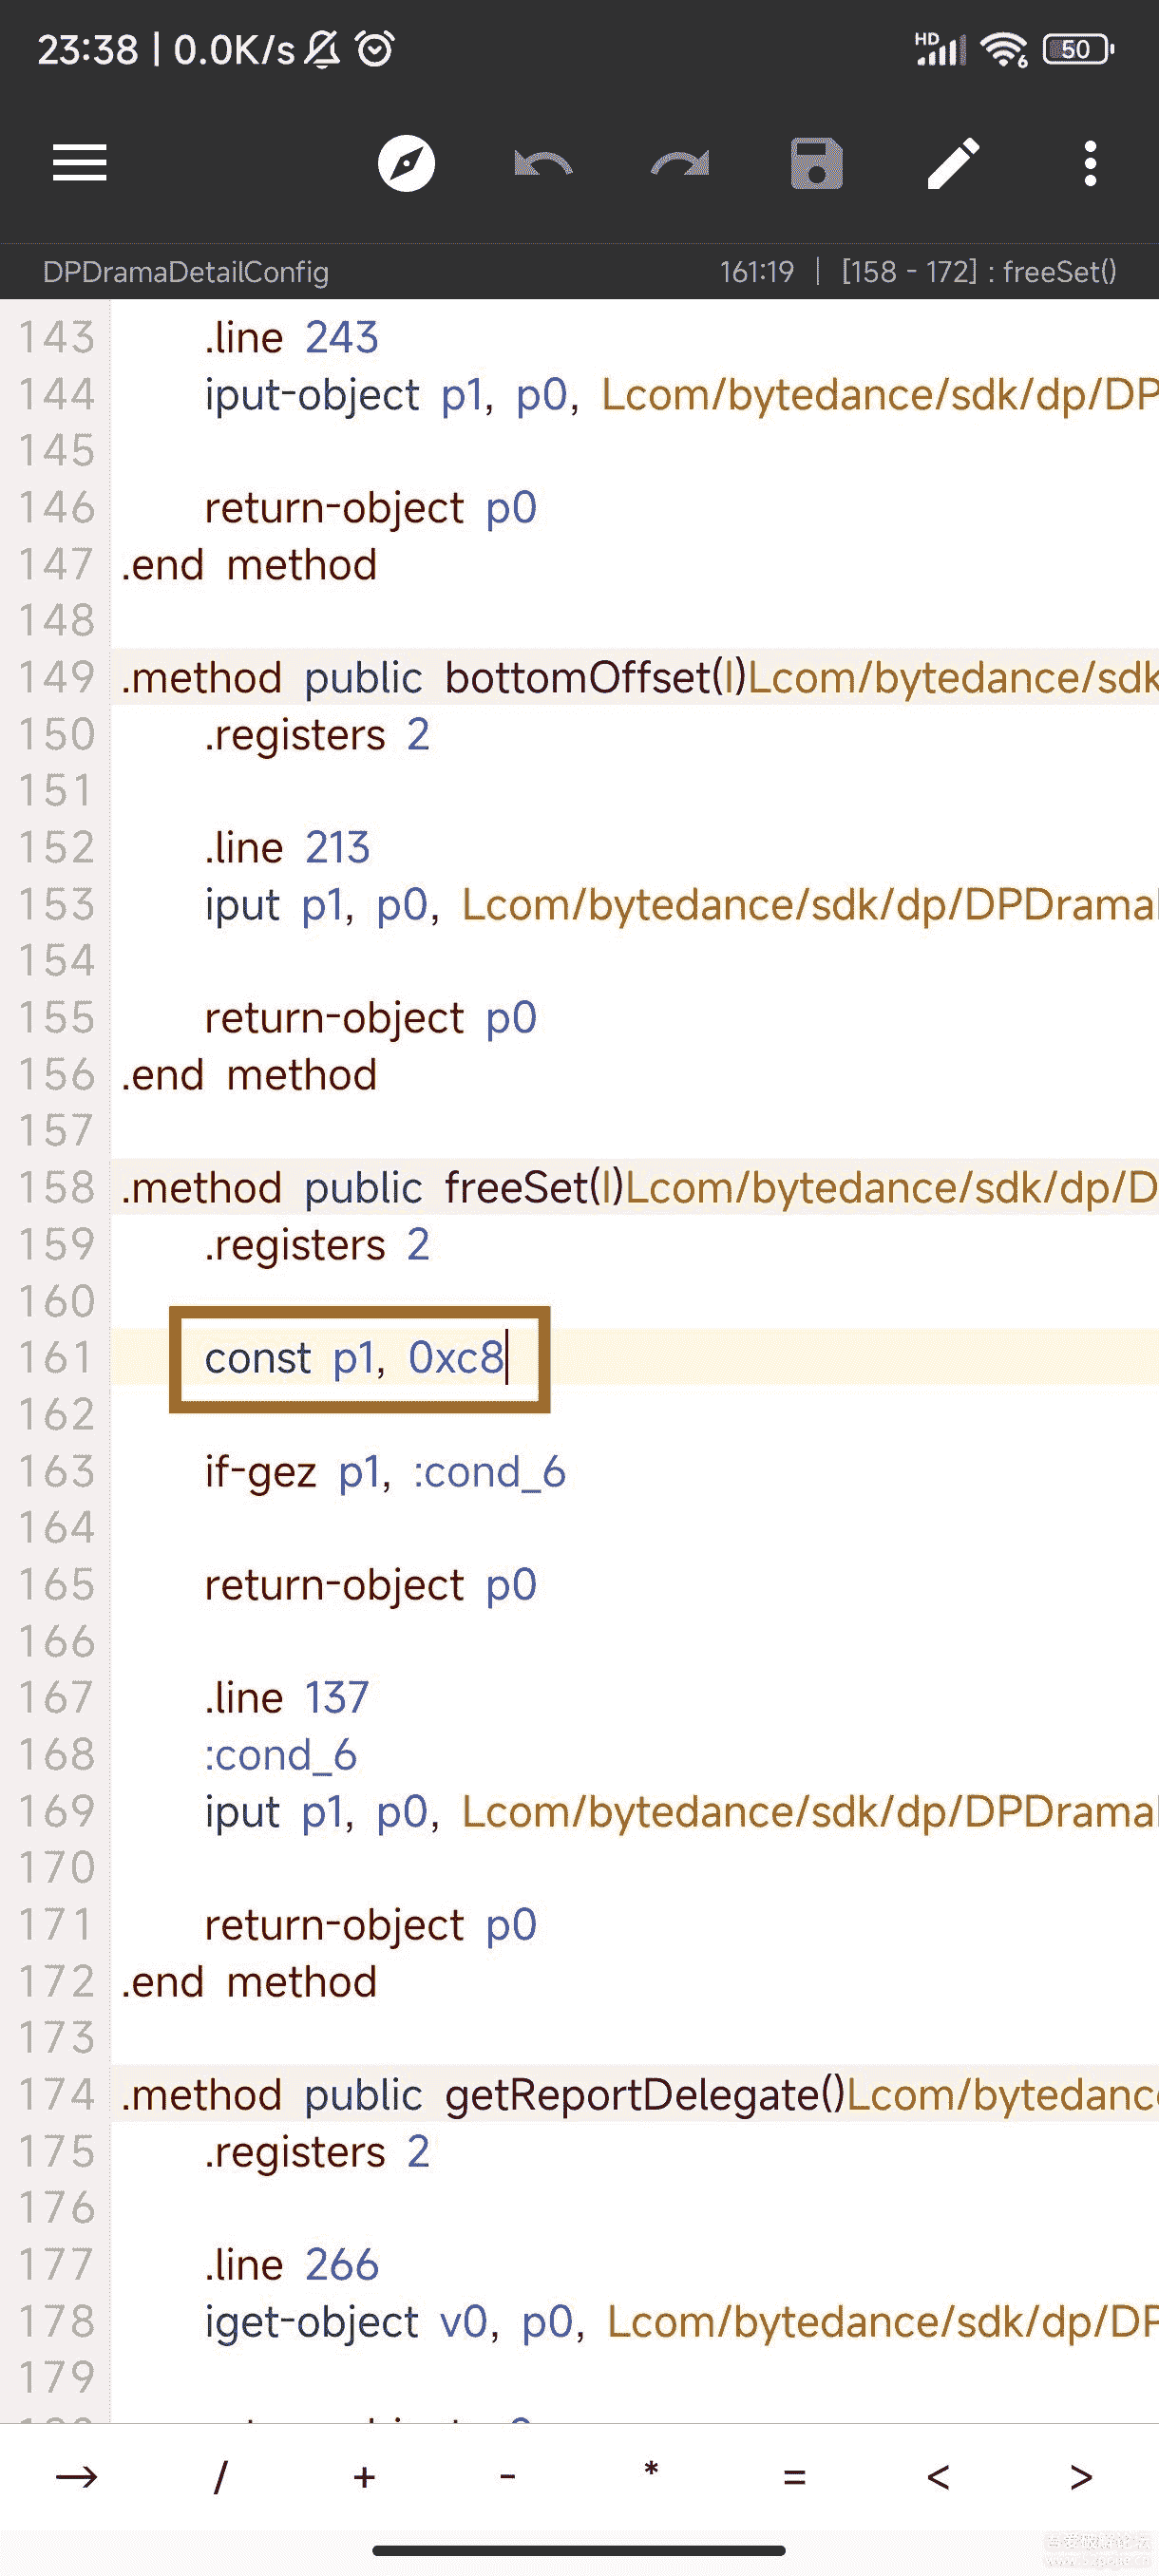 23:38 | 0.0K/s HD 6 50
DPDramaDetailConfig 161:19 | [158 - 172] : freeSet()
143 .line 243
144 iput-object p1, p0, Lcom/bytedance/sdk/dp/DP
145
146 return-object p0
147 .end method
148
149 .method public bottomOffset(I)Lcom/bytedance/sdk
150 .registers 2
151
152 .line 213
153 iput p1, p0, Lcom/bytedance/sdk/dp/DPDrama
154
155 return-object p0
156 .end method
157
158 .method public freeSet(I)Lcom/bytedance/sdk/dp/D
159 .registers 2
160
161 const p1, 0xc8
162
163 if-gez p1, :cond_6
164
165 return-object p0
166
167 .line 137
168 :cond_6
169 iput p1, p0, Lcom/bytedance/sdk/dp/DPDrama
170
171 return-object p0
172 .end method
173
174 .method public getReportDelegate()Lcom/bytedance
175 .registers 2
176
177 .line 266
178 iget-object v0, p0, Lcom/bytedance/sdk/dp/DP
179
→ / + - * = < >